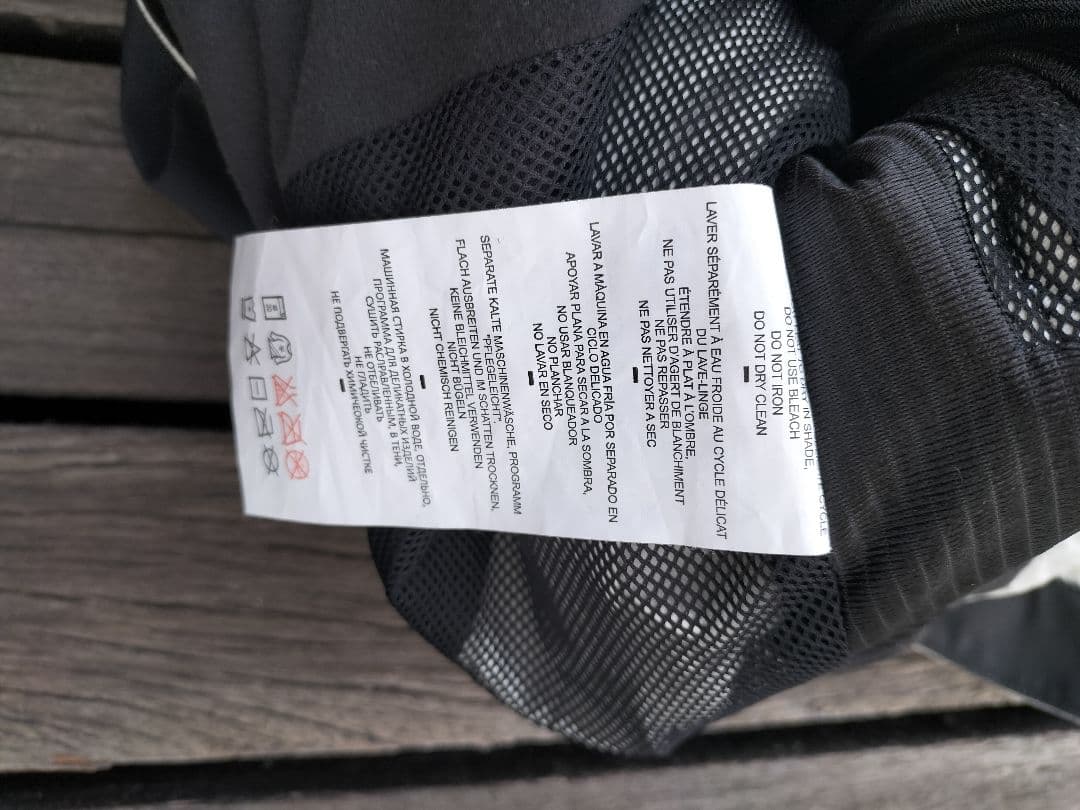 DRY IN SHADE,
DO NOT USE BLEACH
DO NOT IRON
DO NOT DRY CLEAN
-
LAVER SÉPARÉMENT À EAU FROIDE AU CYCLE DÉLICAT
DU LAVE-LINGE
ÉTENDRE À PLAT À L'OMBRE,
NE PAS UTILISER D'AGERT DE BLANCHIMENT
NE PAS REPASSER
NE PAS NETTOYER A SEC
-
LAVAR A MÀQUINA EN AGUA FRÍA POR SEPARADO EN
CICLO DELICADO
APOYAR PLANA PARA SECAR A LA SOMBRA,
NO USAR BLANQUEADOR
NO PLANCHAR
NO LAVAR EN SECO
-
SEPARATE KALTE MASCHINENWÄSCHE, PROGRAMM
"PFLEGELEICHT".
FLACH AUSBREITEN UND IM SCHATTEN TROCKNEN.
KEINE BLEICHMITTEL VERWENDEN
NICHT BÜGELN
NICHT CHEMISCH REINIGEN
-
МАШИННАЯ СТИРКА В ХОЛОДНОЙ ВОДЕ, ОТДЕЛЬНО,
ПРОГРАММА ДЛЯ ДЕЛИКАТНЫХ ИЗДЕЛИЙ
СУШИТЬ РАСПРАВЛЕННЫМ, В ТЕНИ,
НЕ ОТБЕЛИВАТЬ
НЕ ГЛАДИТЬ
НЕ ПОДВЕРГАТЬ ХИМИЧЕСКОЙ ЧИСТКЕ
-